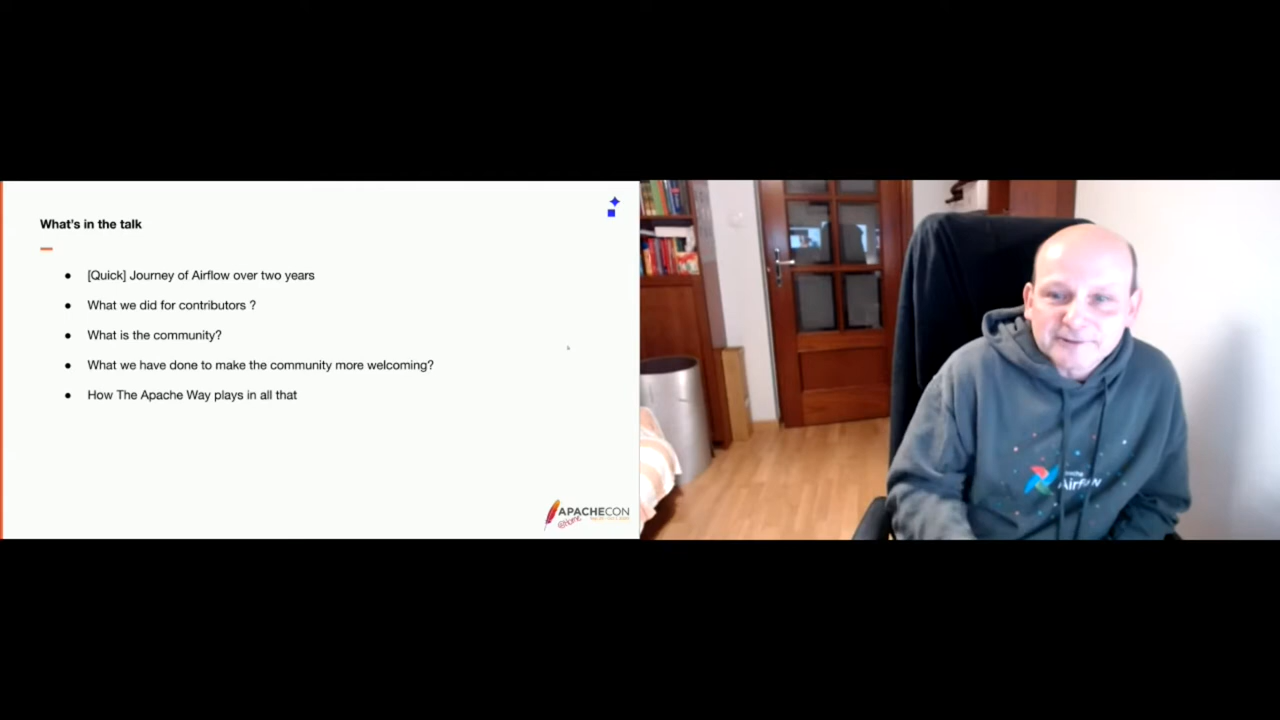 What's in the talk
[Quick] Journey of Airflow over two years
What we did for contributors ?
What is the community?
What we have done to make the community more welcoming?
How The Apache Way plays in all that
APACHECON
@Home
Airflow